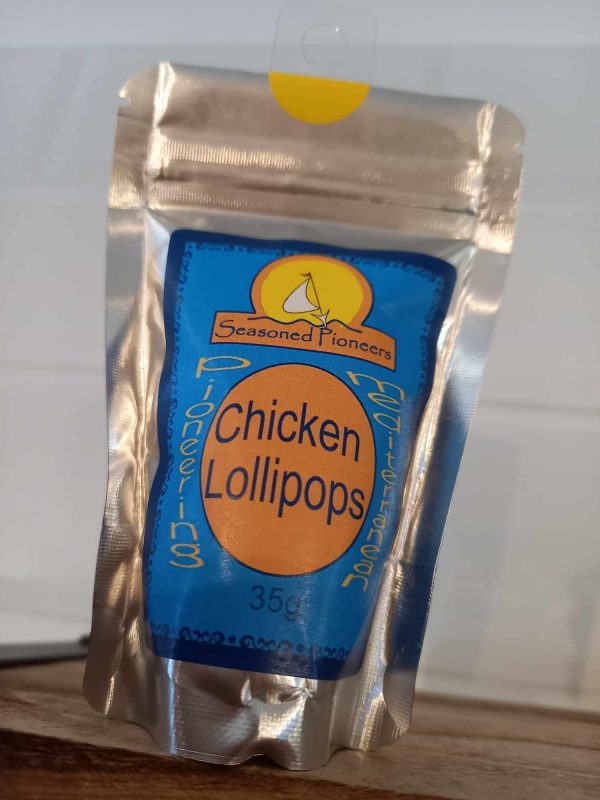 Seasoned Pioneers
Pioneering
Mediterranean
Chicken
Lollipops
35g